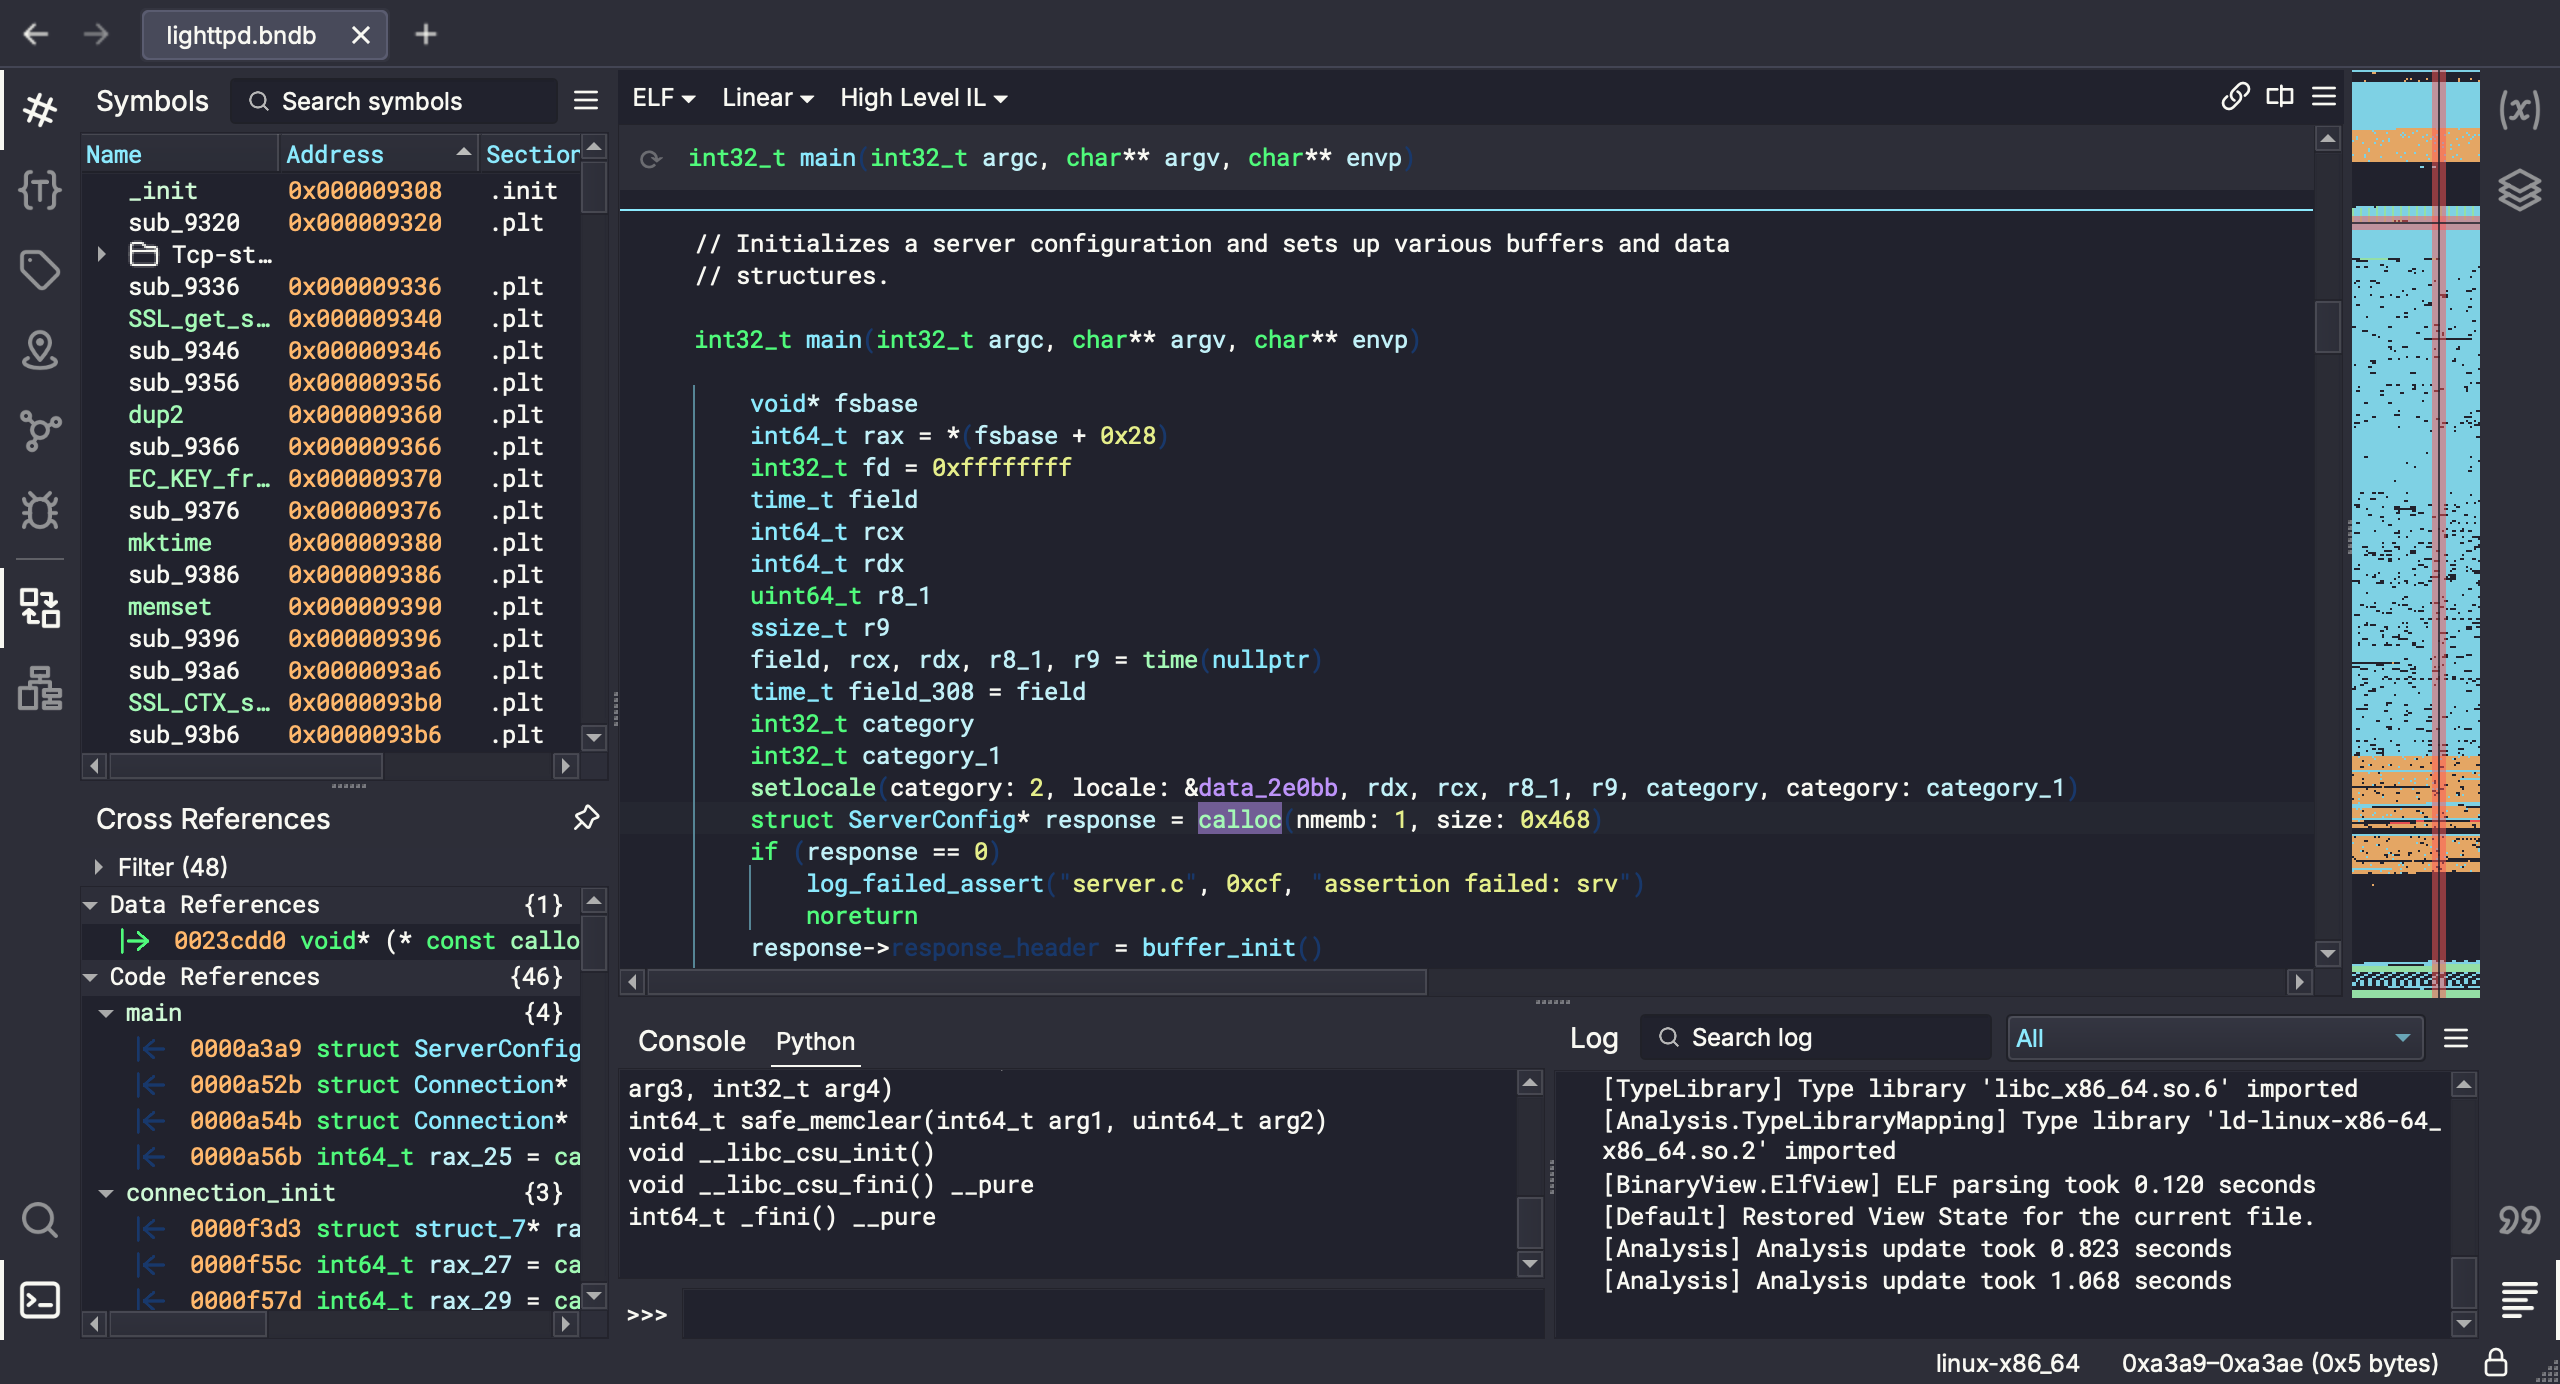 lighttpd.bndb
Symbols
Search symbols
Name Address Section
_init 0x000009308 .init
sub_9320 0x000009320 .plt
Tcp-st…
sub_9336 0x000009336 .plt
SSL_get_s… 0x000009340 .plt
sub_9346 0x000009346 .plt
sub_9356 0x000009356 .plt
dup2 0x000009360 .plt
sub_9366 0x000009366 .plt
EC_KEY_fr… 0x000009370 .plt
sub_9376 0x000009376 .plt
mktime 0x000009380 .plt
sub_9386 0x000009386 .plt
memset 0x000009390 .plt
sub_9396 0x000009396 .plt
sub_93a6 0x0000093a6 .plt
SSL_CTX_s… 0x0000093b0 .plt
sub_93b6 0x0000093b6 .plt
Cross References
Filter (48)
Data References {1}
0023cdd0 void* (* const callo
Code References {46}
main {4}
0000a3a9 struct ServerConfig
0000a52b struct Connection*
0000a54b struct Connection*
0000a56b int64_t rax_25 = ca
connection_init {3}
0000f3d3 struct struct_7* ra
0000f55c int64_t rax_27 = ca
0000f57d int64_t rax_29 = ca
ELF Linear High Level IL
int32_t main(int32_t argc, char** argv, char** envp)
// Initializes a server configuration and sets up various buffers and data
// structures.
int32_t main(int32_t argc, char** argv, char** envp)
void* fsbase
int64_t rax = *(fsbase + 0x28)
int32_t fd = 0xffffffff
time_t field
int64_t rcx
int64_t rdx
uint64_t r8_1
ssize_t r9
field, rcx, rdx, r8_1, r9 = time(nullptr)
time_t field_308 = field
int32_t category
int32_t category_1
setlocale(category: 2, locale: &data_2e0bb, rdx, rcx, r8_1, r9, category, category: category_1)
struct ServerConfig* response = calloc(nmemb: 1, size: 0x468)
if (response == 0)
log_failed_assert("server.c", 0xcf, "assertion failed: srv")
noreturn
response->response_header = buffer_init()
Console Python
arg3, int32_t arg4)
int64_t safe_memclear(int64_t arg1, uint64_t arg2)
void __libc_csu_init()
void __libc_csu_fini() __pure
int64_t _fini() __pure
>>>
Log
Search log
All
[TypeLibrary] Type library 'libc_x86_64.so.6' imported
[Analysis.TypeLibraryMapping] Type library 'ld-linux-x86-64_
x86_64.so.2' imported
[BinaryView.ElfView] ELF parsing took 0.120 seconds
[Default] Restored View State for the current file.
[Analysis] Analysis update took 0.823 seconds
[Analysis] Analysis update took 1.068 seconds
linux-x86_64 0xa3a9–0xa3ae (0x5 bytes)